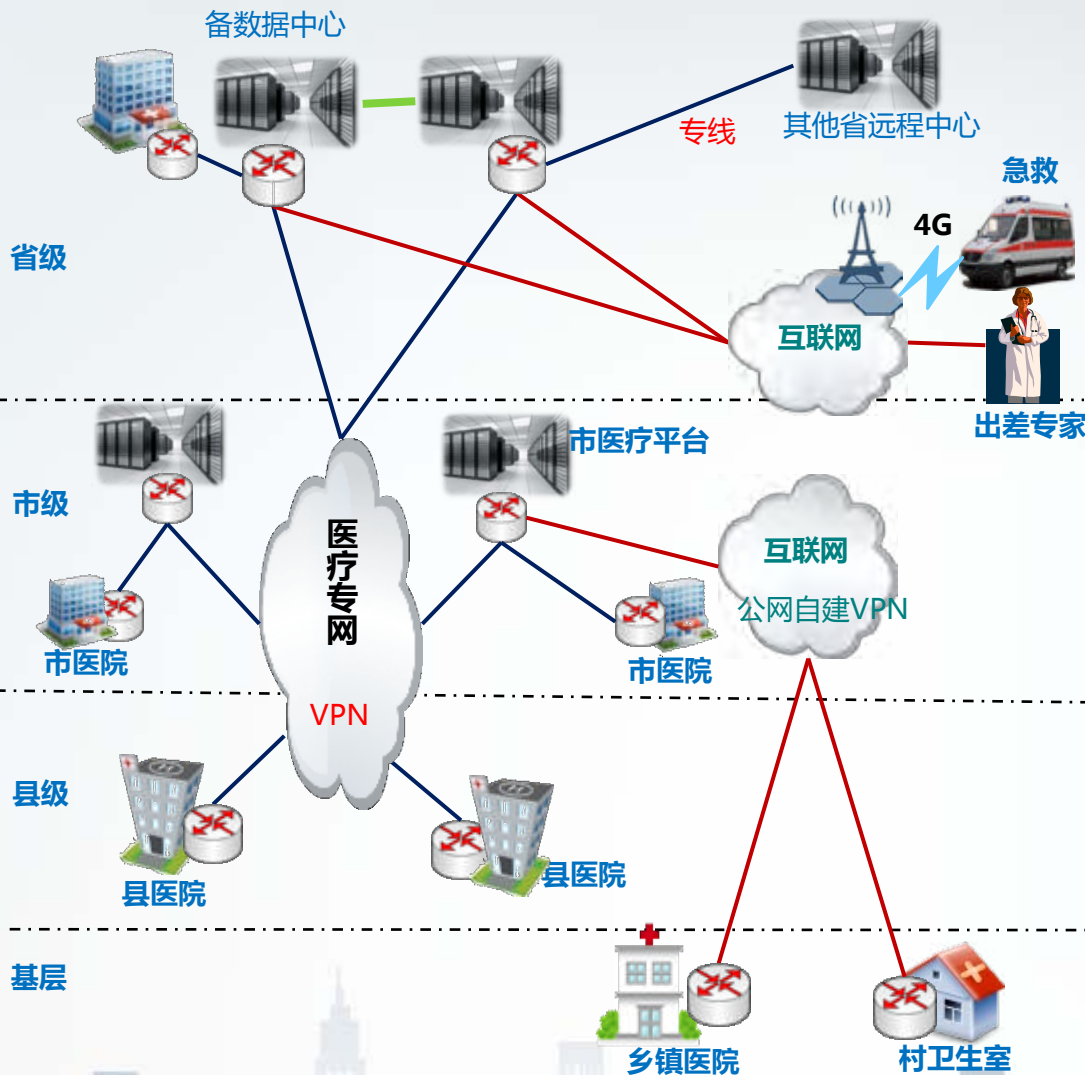 备数据中心
专线
其他省远程中心
急救
4G
省级
互联网
出差专家
市医疗平台
市级
医疗专网
互联网
公网自建VPN
市医院
市医院
VPN
县级
县医院
县医院
基层
乡镇医院
村卫生室